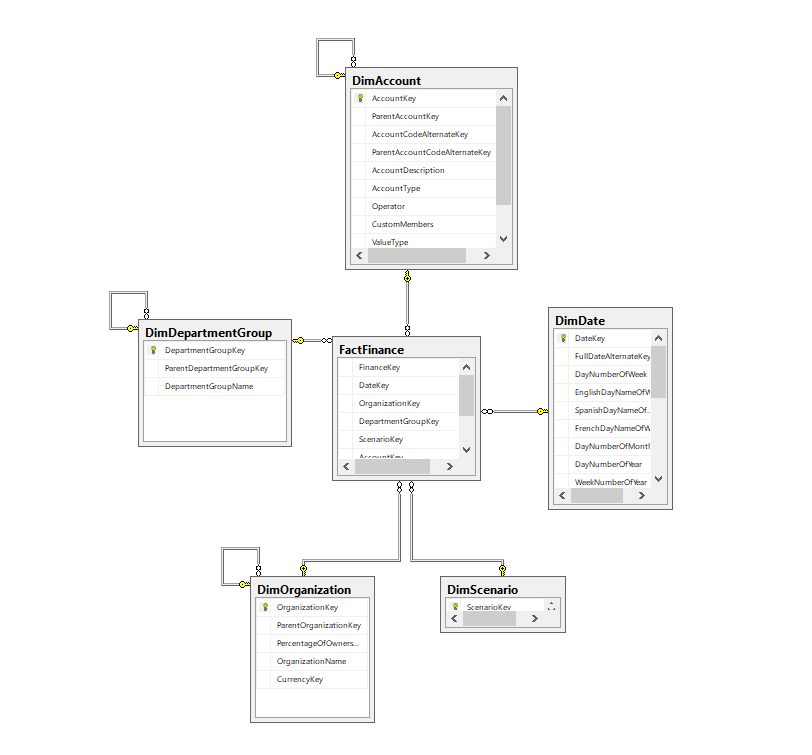 DimAccount
AccountKey
ParentAccountKey
AccountCodeAlternateKey
ParentAccountCodeAlternateKey
AccountDescription
AccountType
Operator
CustomMembers
ValueType
DimDepartmentGroup
DepartmentGroupKey
ParentDepartmentGroupKey
DepartmentGroupName
FactFinance
FinanceKey
DateKey
OrganizationKey
DepartmentGroupKey
ScenarioKey
AccountKey
DimDate
DateKey
FullDateAlternateKey
DayNumberOfWeek
EnglishDayNameOfW
SpanishDayNameOf...
FrenchDayNameOfW
DayNumberOfMonth
DayNumberOfYear
WeekNumberOfYear
DimOrganization
OrganizationKey
ParentOrganizationKey
PercentageOfOwners...
OrganizationName
CurrencyKey
DimScenario
ScenarioKey